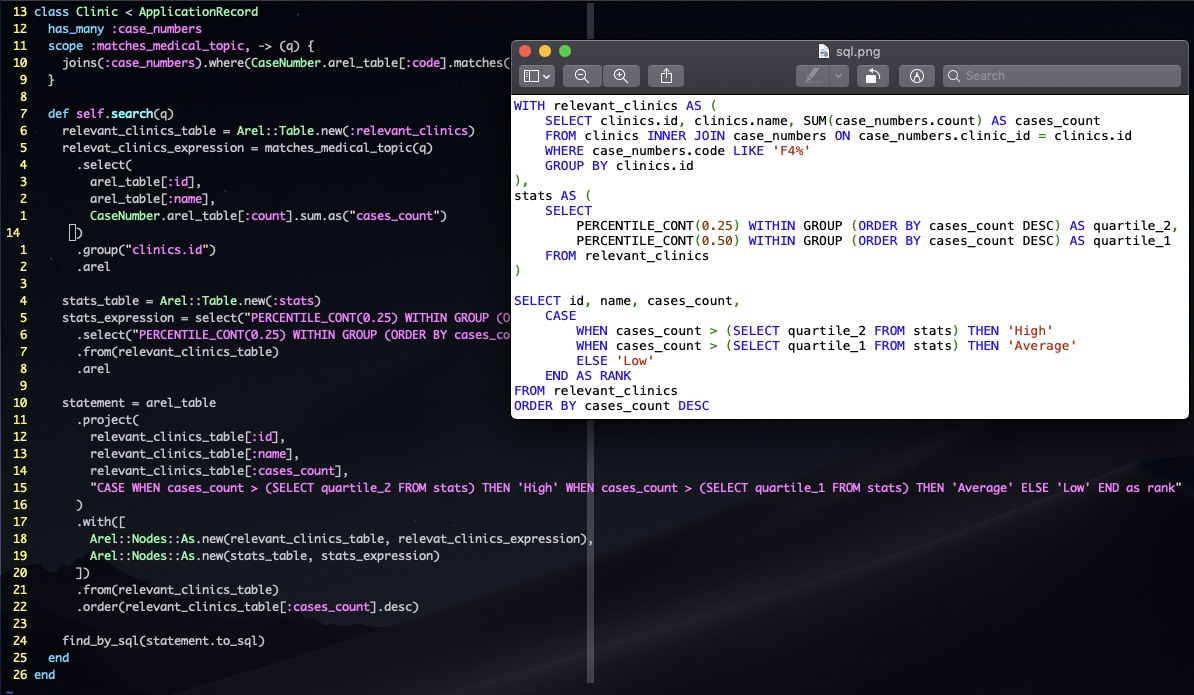 13 class Clinic < ApplicationRecord
12   has_many :case_numbers
11   scope :matches_medical_topic, -> (q) {
10     joins(:case_numbers).where(CaseNumber.arel_table[:code].matches(
9   }
8
7   def self.search(q)
6     relevant_clinics_table = Arel::Table.new(:relevant_clinics)
5     relevat_clinics_expression = matches_medical_topic(q)
4       .select(
3         arel_table[:id],
2         arel_table[:name],
1         CaseNumber.arel_table[:count].sum.as("cases_count")
14      )
1       .group("clinics.id")
2       .arel
3
4     stats_table = Arel::Table.new(:stats)
5     stats_expression = select("PERCENTILE_CONT(0.25) WITHIN GROUP (O
6       .select("PERCENTILE_CONT(0.25) WITHIN GROUP (ORDER BY cases_co
7       .from(relevant_clinics_table)
8       .arel
9
10    statement = arel_table
11      .project(
12        relevant_clinics_table[:id],
13        relevant_clinics_table[:name],
14        relevant_clinics_table[:cases_count],
15        "CASE WHEN cases_count > (SELECT quartile_2 FROM stats) THEN 'High' WHEN cases_count > (SELECT quartile_1 FROM stats) THEN 'Average' ELSE 'Low' END as rank"
16      )
17      .with([
18        Arel::Nodes::As.new(relevant_clinics_table, relevat_clinics_expression),
19        Arel::Nodes::As.new(stats_table, stats_expression)
20      ])
21      .from(relevant_clinics_table)
22      .order(relevant_clinics_table[:cases_count].desc)
23
24    find_by_sql(statement.to_sql)
25  end
26 end
~
sql.png
Search
WITH relevant_clinics AS (
    SELECT clinics.id, clinics.name, SUM(case_numbers.count) AS cases_count
    FROM clinics INNER JOIN case_numbers ON case_numbers.clinic_id = clinics.id
    WHERE case_numbers.code LIKE 'F4%'
    GROUP BY clinics.id
),
stats AS (
    SELECT
        PERCENTILE_CONT(0.25) WITHIN GROUP (ORDER BY cases_count DESC) AS quartile_2,
        PERCENTILE_CONT(0.50) WITHIN GROUP (ORDER BY cases_count DESC) AS quartile_1
    FROM relevant_clinics
)
SELECT id, name, cases_count,
    CASE
        WHEN cases_count > (SELECT quartile_2 FROM stats) THEN 'High'
        WHEN cases_count > (SELECT quartile_1 FROM stats) THEN 'Average'
        ELSE 'Low'
    END AS RANK
FROM relevant_clinics
ORDER BY cases_count DESC